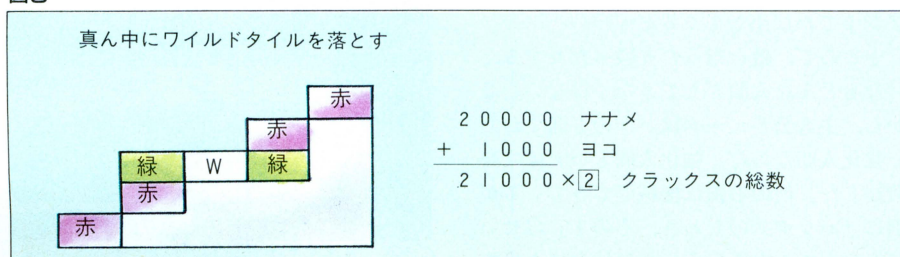 真ん中にワイルドタイルを落とす
赤
赤
緑 W 緑
赤
赤
20000 ナナメ
+ 1000 ヨコ
21000×2 クラックスの総数